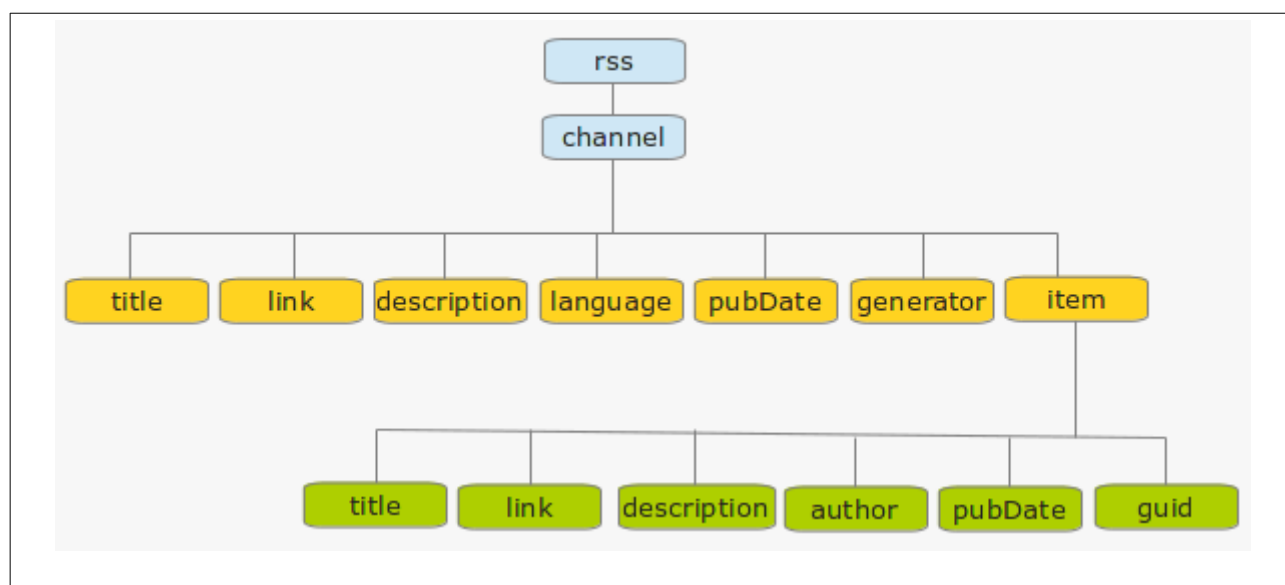 rss
channel
title link description language pubDate generator item
title link description author pubDate guid